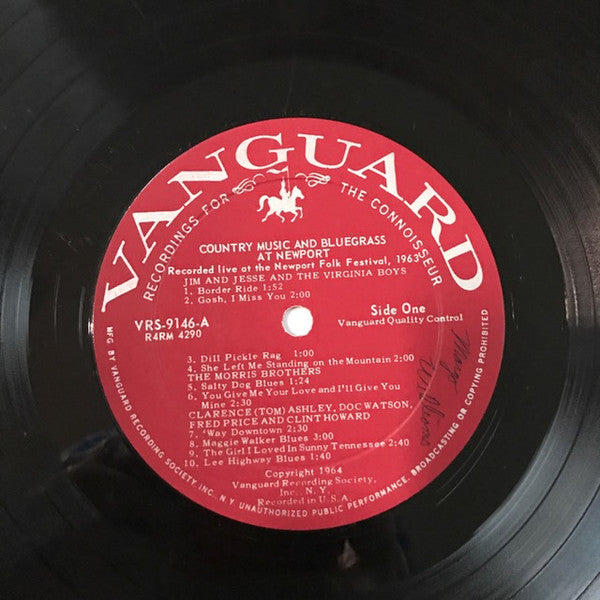 VANGUARD
RECORDINGS FOR THE CONNOISSEUR
COUNTRY MUSIC AND BLUEGRASS
AT NEWPORT
Recorded live at the Newport Folk Festival, 1963
JIM AND JESSE AND THE VIRGINIA BOYS
1. Border Ride 1:52
2. Gosh, I Miss You 2:00
VRS-9146-A
R4RM 4290
Side One
Vanguard Quality Control
3. Dill Pickle Rag 1:00
4. She Left Me Standing on the Mountain 2:00
THE MORRIS BROTHERS
5. Salty Dog Blues 1:24
6. You Give Me Your Love and I'll Give You
Mine 2:30
CLARENCE (TOM) ASHLEY, DOC WATSON,
FRED PRICE AND CLINT HOWARD
7. 'Way Downtown 2:30
8. Maggie Walker Blues 3:00
9. The Girl I Loved In Sunny Tennessee 2:40
10. Lee Highway Blues 1:40
Copyright 1964
Vanguard Recording Society,
Inc., N.Y.
Recorded in U.S.A.
MFG. BY VANGUARD RECORDING SOCIETY, INC., N.Y. UNAUTHORIZED PUBLIC PERFORMANCE, BROADCASTING OR COPYING PROHIBITED